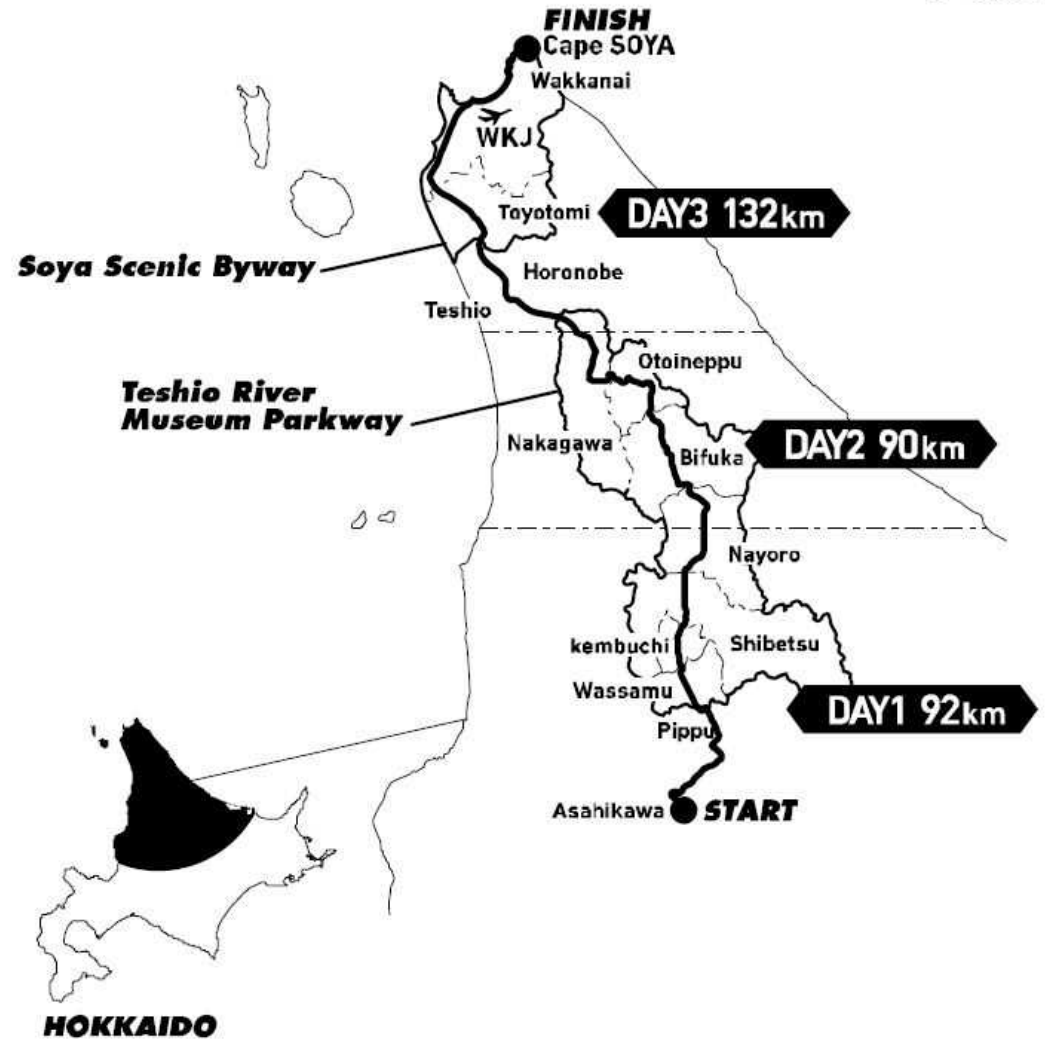 FINISH
Cape SOYA
Wakkanai
WKJ
Toyotomi
DAY3 132km
Soya Scenic Byway
Horonobe
Teshio
Otoineppu
Teshio River
Museum Parkway
Nakagawa
Bifuka
DAY2 90km
Nayoro
kembuchi
Shibetsu
Wassamu
DAY1 92km
Pippu
Asahikawa
START
HOKKAIDO